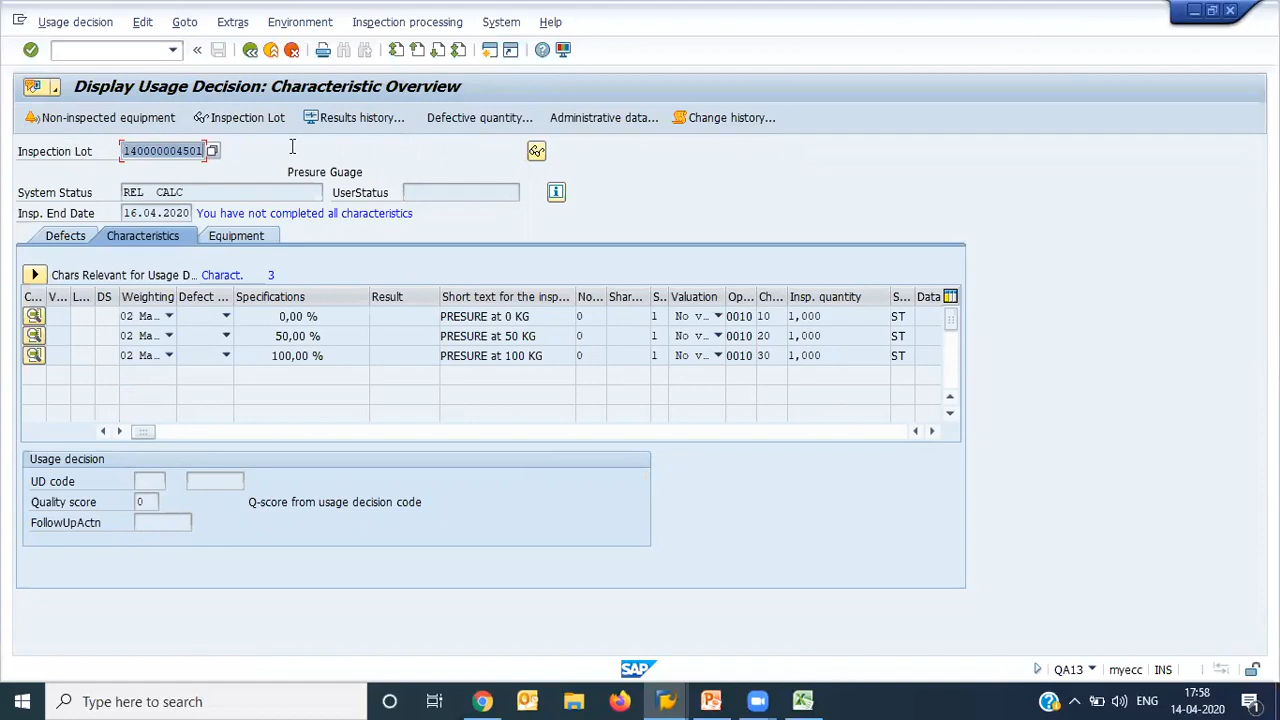 Usage decision Edit Goto Extras Environment Inspection processing System Help
Display Usage Decision: Characteristic Overview
Non-inspected equipment Inspection Lot Results history... Defective quantity... Administrative data... Change history...
Inspection Lot 140000004501
Presure Guage
System Status REL CALC UserStatus
Insp. End Date 16.04.2020 You have not completed all characteristics
Defects Characteristics Equipment
Chars Relevant for Usage D... Charact. 3
C... V... L... DS Weighting Defect ... Specifications Result Short text for the insp... No... Shar... S... Valuation Op... Ch... Insp. quantity S... Data
02 Ma... 0,00 % PRESURE at 0 KG 0 1 No v... 0010 10 1,000 ST
02 Ma... 50,00 % PRESURE at 50 KG 0 1 No v... 0010 20 1,000 ST
02 Ma... 100,00 % PRESURE at 100 KG 0 1 No v... 0010 30 1,000 ST
Usage decision
UD code
Quality score 0 Q-score from usage decision code
FollowUpActn
SAP QA13 myecc INS
Type here to search ENG 17:58
14-04-2020 1